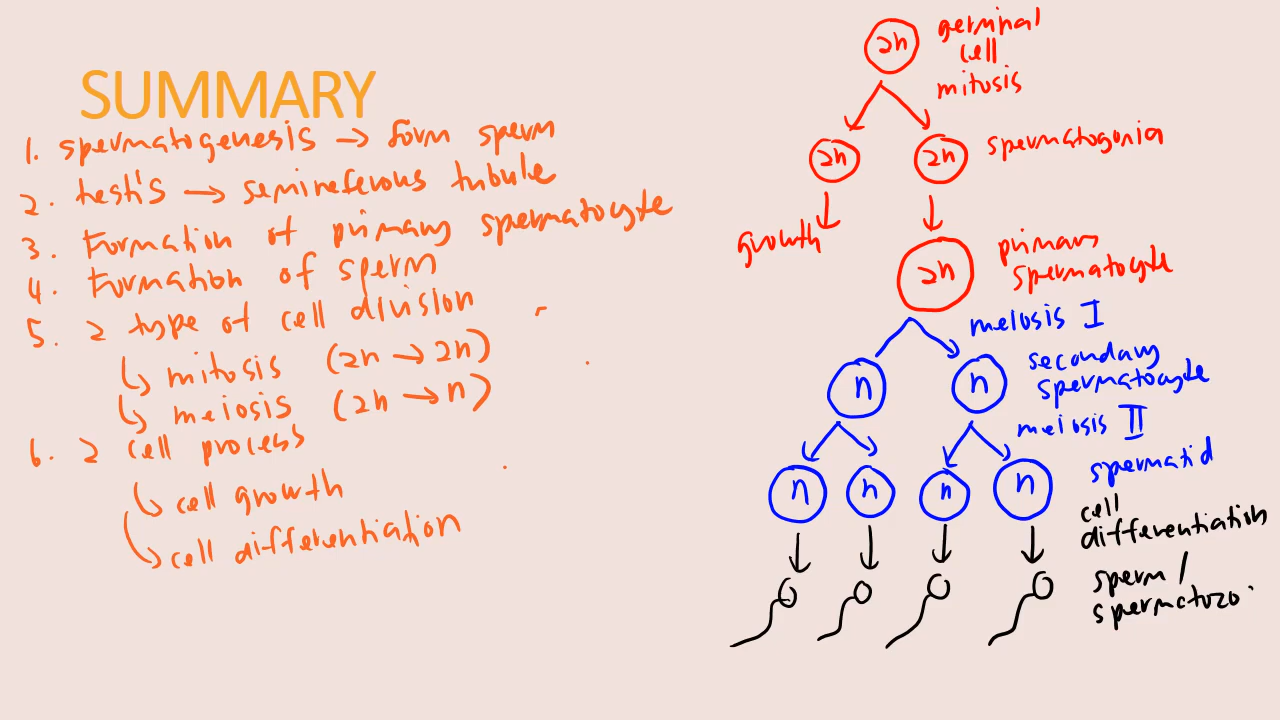 SUMMARY
1. spermatogenesis → form sperm
2. testis → semineferous tubule
3. Formation of primary spermatocyte
4. Formation of sperm
5. 2 type of cell division
↳ mitosis (2n → 2n)
↳ meiosis (2n → n)
6. 2 cell process
↳ cell growth
↳ cell differentiation
2n
germinal
cell
mitosis
2n 2n spermatogonia
growth
2n
primary
spermatocyte
meiosis I
n n
secondary
spermatocyte
meiosis II
n n n n
spermatid
cell
differentiation
sperm /
spermatozo